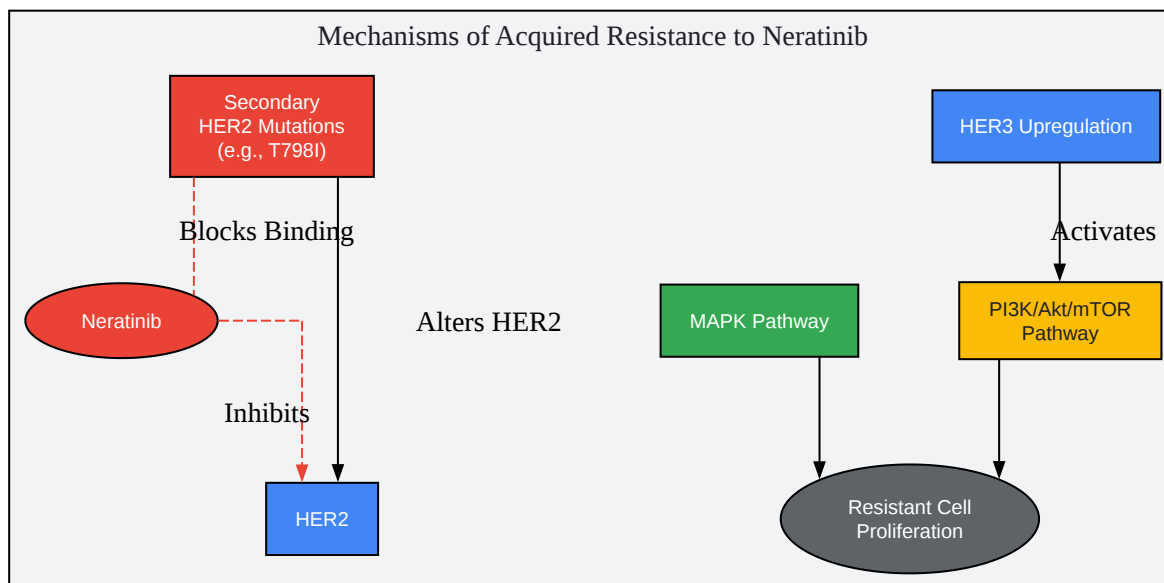 Mechanisms of Acquired Resistance to Neratinib
Secondary
HER2 Mutations
(e.g., T798I)
HER3 Upregulation
Blocks Binding
Activates
Neratinib
Alters HER2
MAPK Pathway
PI3K/Akt/mTOR
Pathway
Inhibits
HER2
Resistant Cell
Proliferation